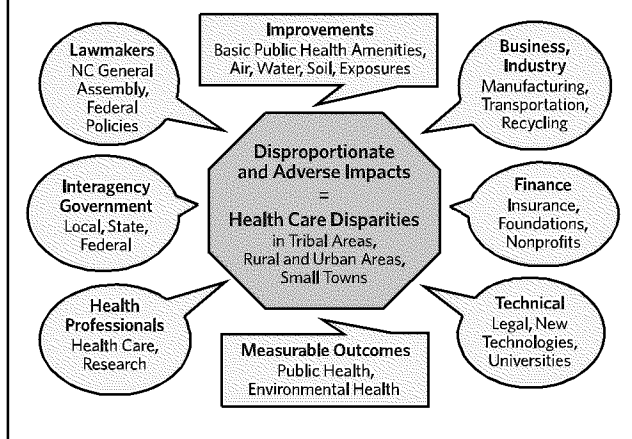 Lawmakers
NC General
Assembly,
Federal
Policies
Improvements
Basic Public Health Amenities,
Air, Water, Soil, Exposures
Business,
Industry
Manufacturing,
Transportation,
Recycling
Interagency
Government
Local, State,
Federal
Disproportionate
and Adverse Impacts
=
Health Care Disparities
in Tribal Areas,
Rural and Urban Areas,
Small Towns
Finance
Insurance,
Foundations,
Nonprofits
Health
Professionals
Health Care,
Research
Measurable Outcomes
Public Health,
Environmental Health
Technical
Legal, New
Technologies,
Universities